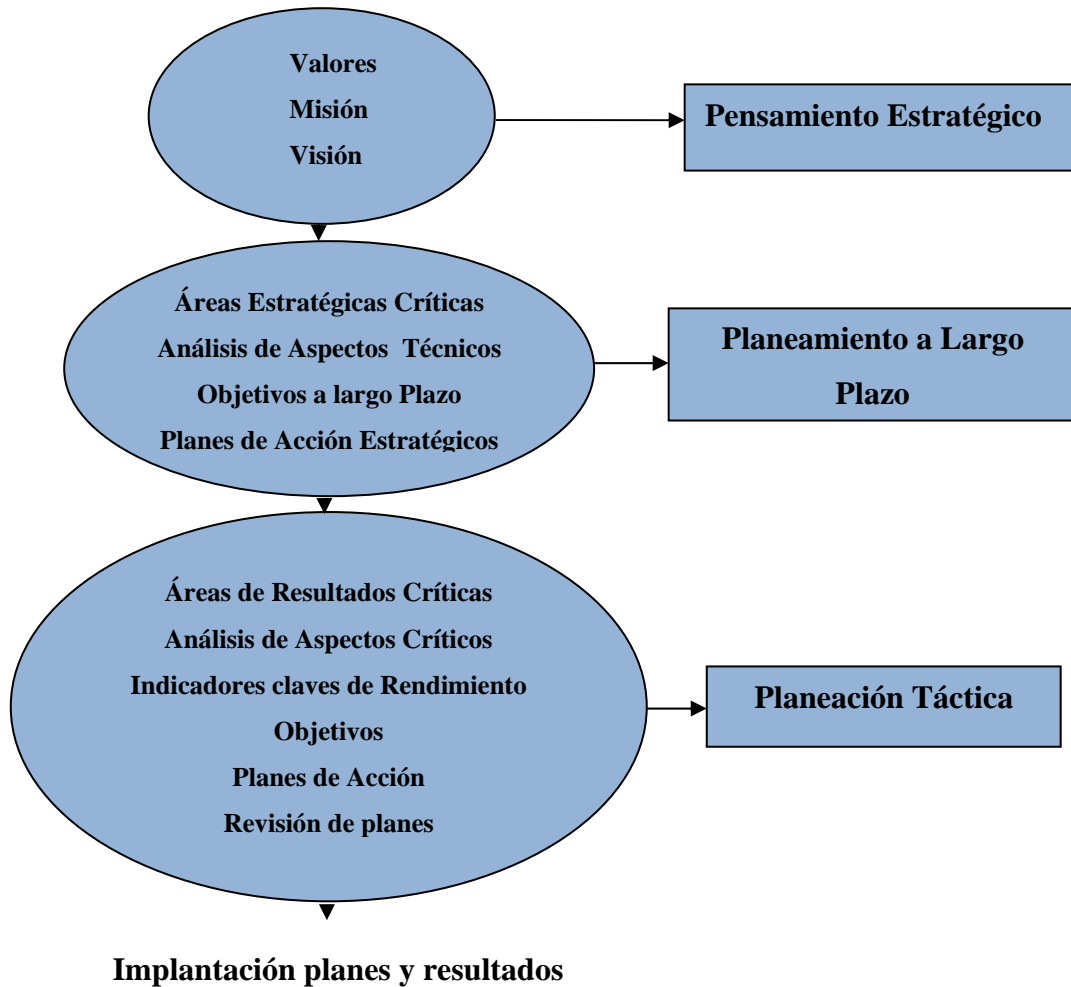 Valores
Misión
Visión
Pensamiento Estratégico
Áreas Estratégicas Críticas
Análisis de Aspectos Técnicos
Objetivos a largo Plazo
Planes de Acción Estratégicos
Planeamiento a Largo
Plazo
Áreas de Resultados Críticas
Análisis de Aspectos Críticos
Indicadores claves de Rendimiento
Objetivos
Planes de Acción
Revisión de planes
Planeación Táctica
Implantación planes y resultados